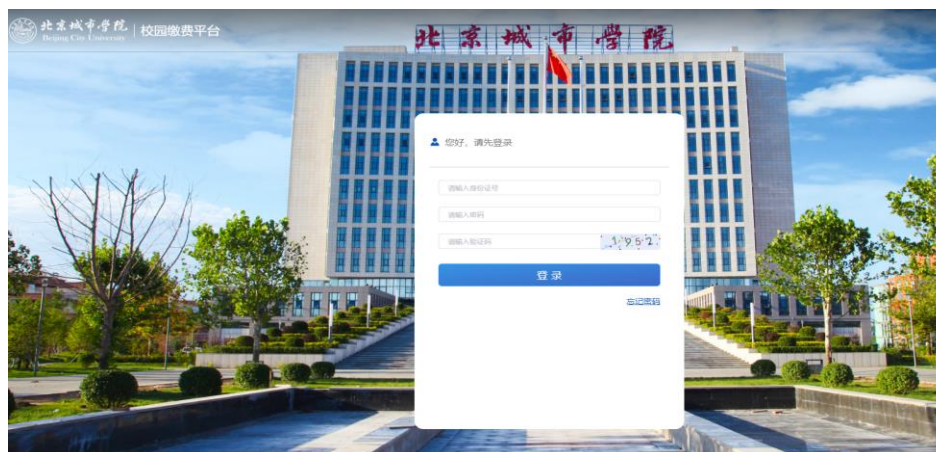 北京城市学院 | 校园缴费平台
Beijing City University
北京城市学院
您好，请先登录
请输入身份证号
请输入密码
请输入验证码
1952
登录
忘记密码